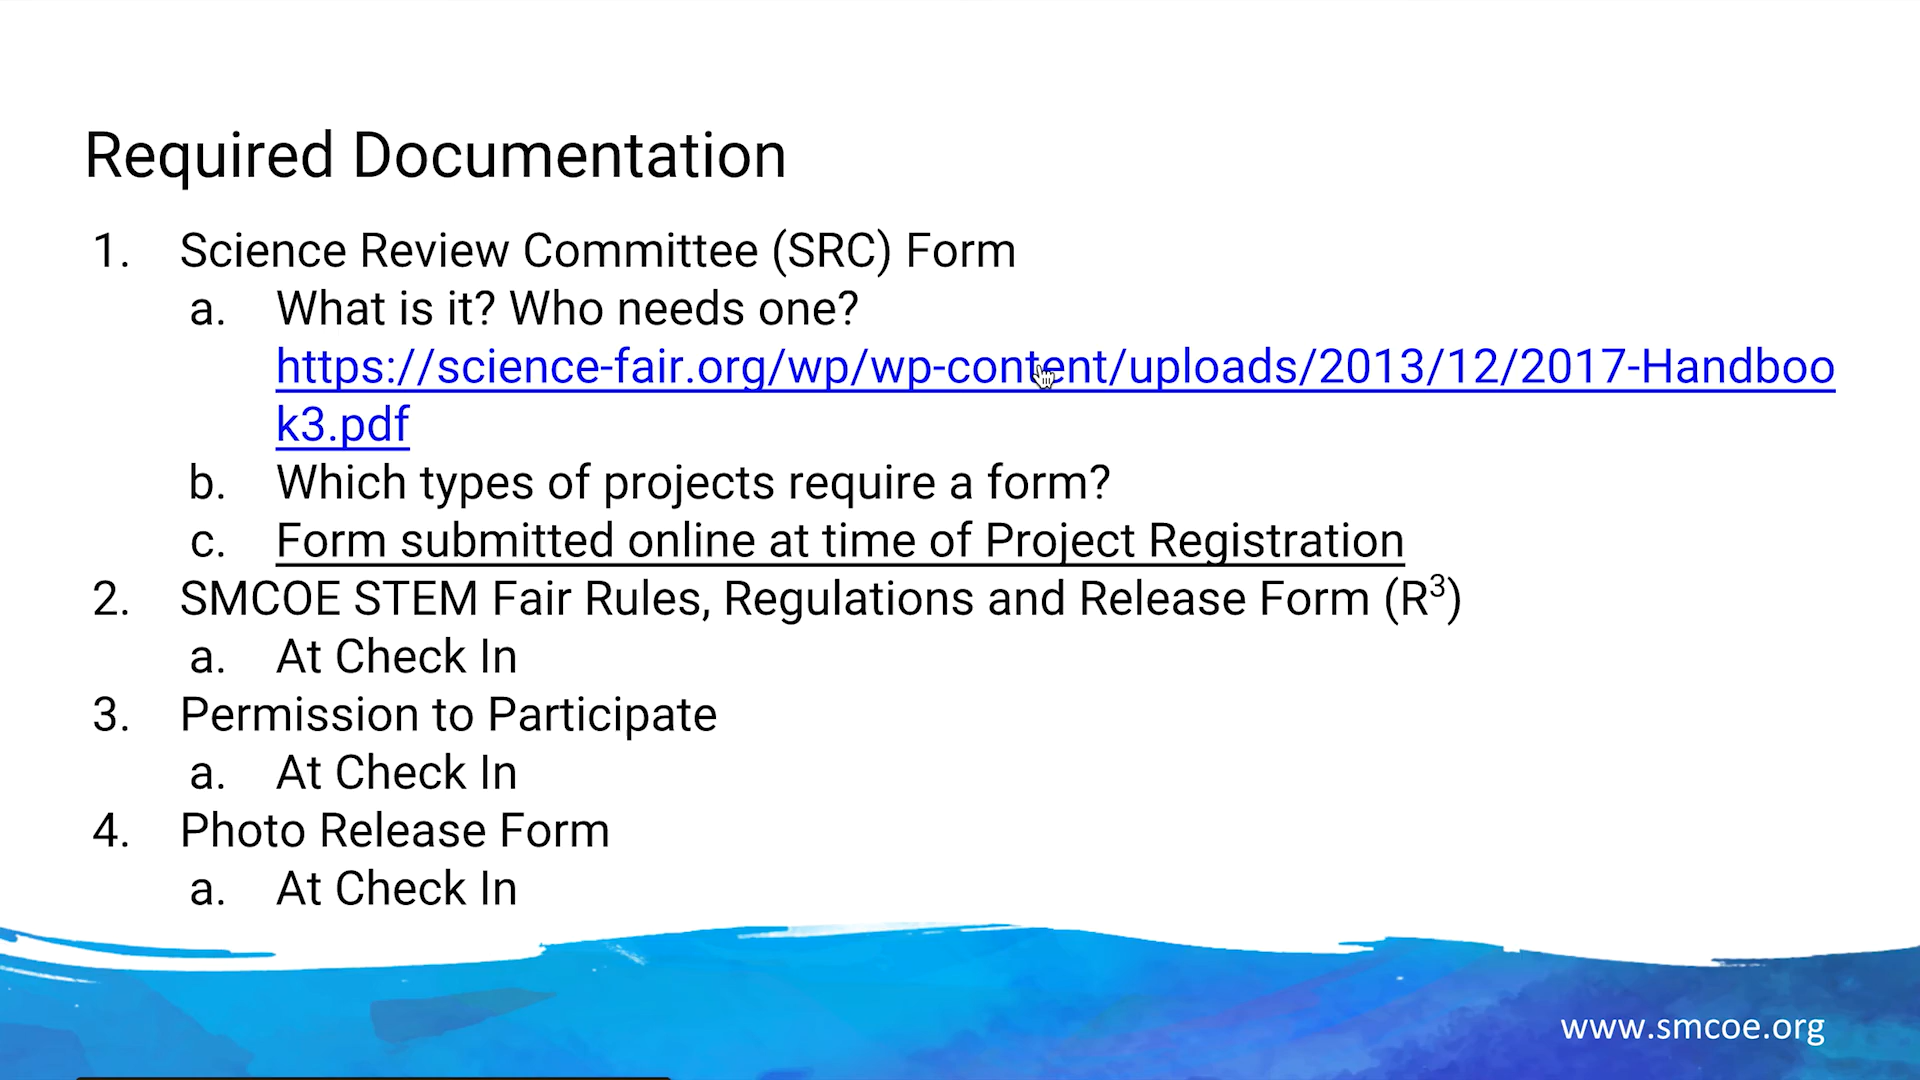 Required Documentation
1. Science Review Committee (SRC) Form
a. What is it? Who needs one?
https://science-fair.org/wp/wp-content/uploads/2013/12/2017-Handboo
k3.pdf
b. Which types of projects require a form?
c. Form submitted online at time of Project Registration
2. SMCOE STEM Fair Rules, Regulations and Release Form (R³)
a. At Check In
3. Permission to Participate
a. At Check In
4. Photo Release Form
a. At Check In
www.smcoe.org